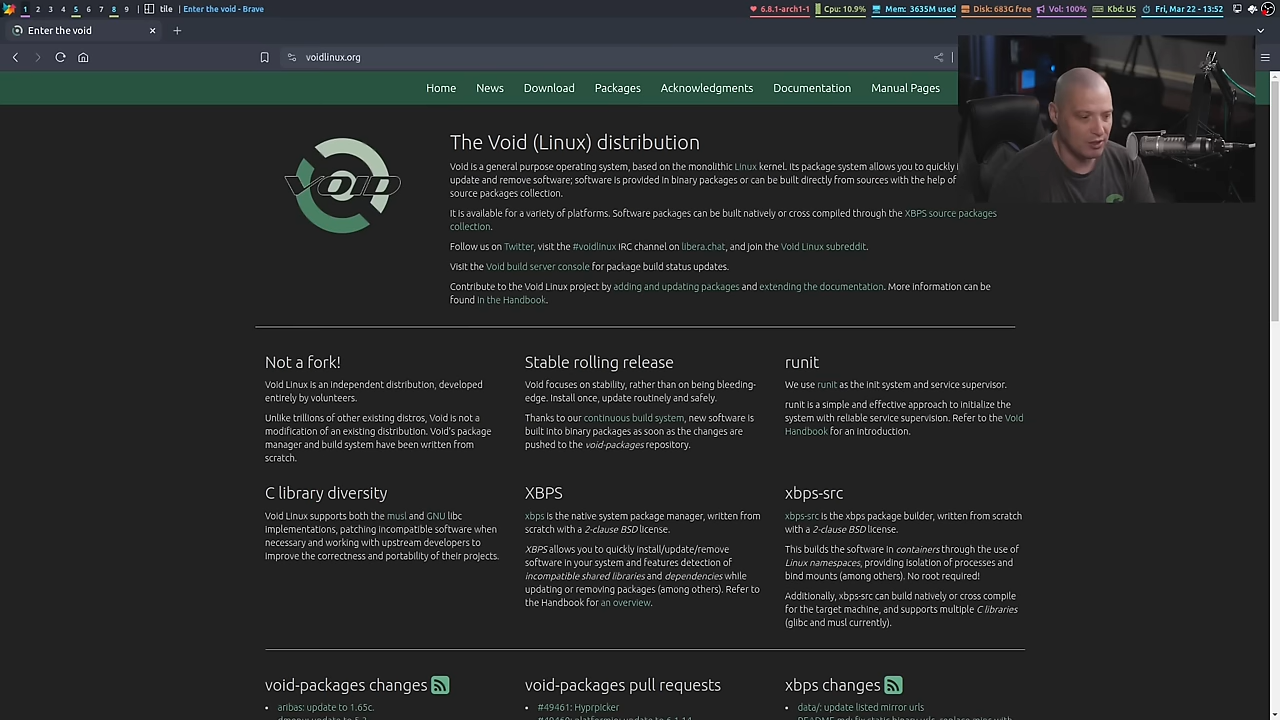 1 2 3 4 5 6 7 8 9 tile Enter the void - Brave 6.8.1-arch1-1 Cpu: 10.9% Mem: 3635M used Disk: 683G free Vol: 100% Kbd: US Fri, Mar 22 - 13:52
Enter the void
voidlinux.org
Home News Download Packages Acknowledgments Documentation Manual Pages
VOID
The Void (Linux) distribution
Void is a general purpose operating system, based on the monolithic Linux kernel. Its package system allows you to quickly
update and remove software; software is provided in binary packages or can be built directly from sources with the help of
source packages collection.
It is available for a variety of platforms. Software packages can be built natively or cross compiled through the XBPS source packages
collection.
Follow us on Twitter, visit the #voidlinux IRC channel on libera.chat, and join the Void Linux subreddit.
Visit the Void build server console for package build status updates.
Contribute to the Void Linux project by adding and updating packages and extending the documentation. More information can be
found in the Handbook.
Not a fork!
Void Linux is an independent distribution, developed
entirely by volunteers.
Unlike trillions of other existing distros, Void is not a
modification of an existing distribution. Void's package
manager and build system have been written from
scratch.
Stable rolling release
Void focuses on stability, rather than on being bleeding-
edge. Install once, update routinely and safely.
Thanks to our continuous build system, new software is
built into binary packages as soon as the changes are
pushed to the void-packages repository.
runit
We use runit as the init system and service supervisor.
runit is a simple and effective approach to initialize the
system with reliable service supervision. Refer to the Void
Handbook for an introduction.
C library diversity
Void Linux supports both the musl and GNU libc
implementations, patching incompatible software when
necessary and working with upstream developers to
improve the correctness and portability of their projects.
XBPS
xbps is the native system package manager, written from
scratch with a 2-clause BSD license.
XBPS allows you to quickly install/update/remove
software in your system and features detection of
incompatible shared libraries and dependencies while
updating or removing packages (among others). Refer to
the Handbook for an overview.
xbps-src
xbps-src is the xbps package builder, written from scratch
with a 2-clause BSD license.
This builds the software in containers through the use of
Linux namespaces, providing isolation of processes and
bind mounts (among others). No root required!
Additionally, xbps-src can build natively or cross compile
for the target machine, and supports multiple C libraries
(glibc and musl currently).
void-packages changes
aribas: update to 1.65c.
void-packages pull requests
#49461: Hyprpicker
xbps changes
data/: update listed mirror urls